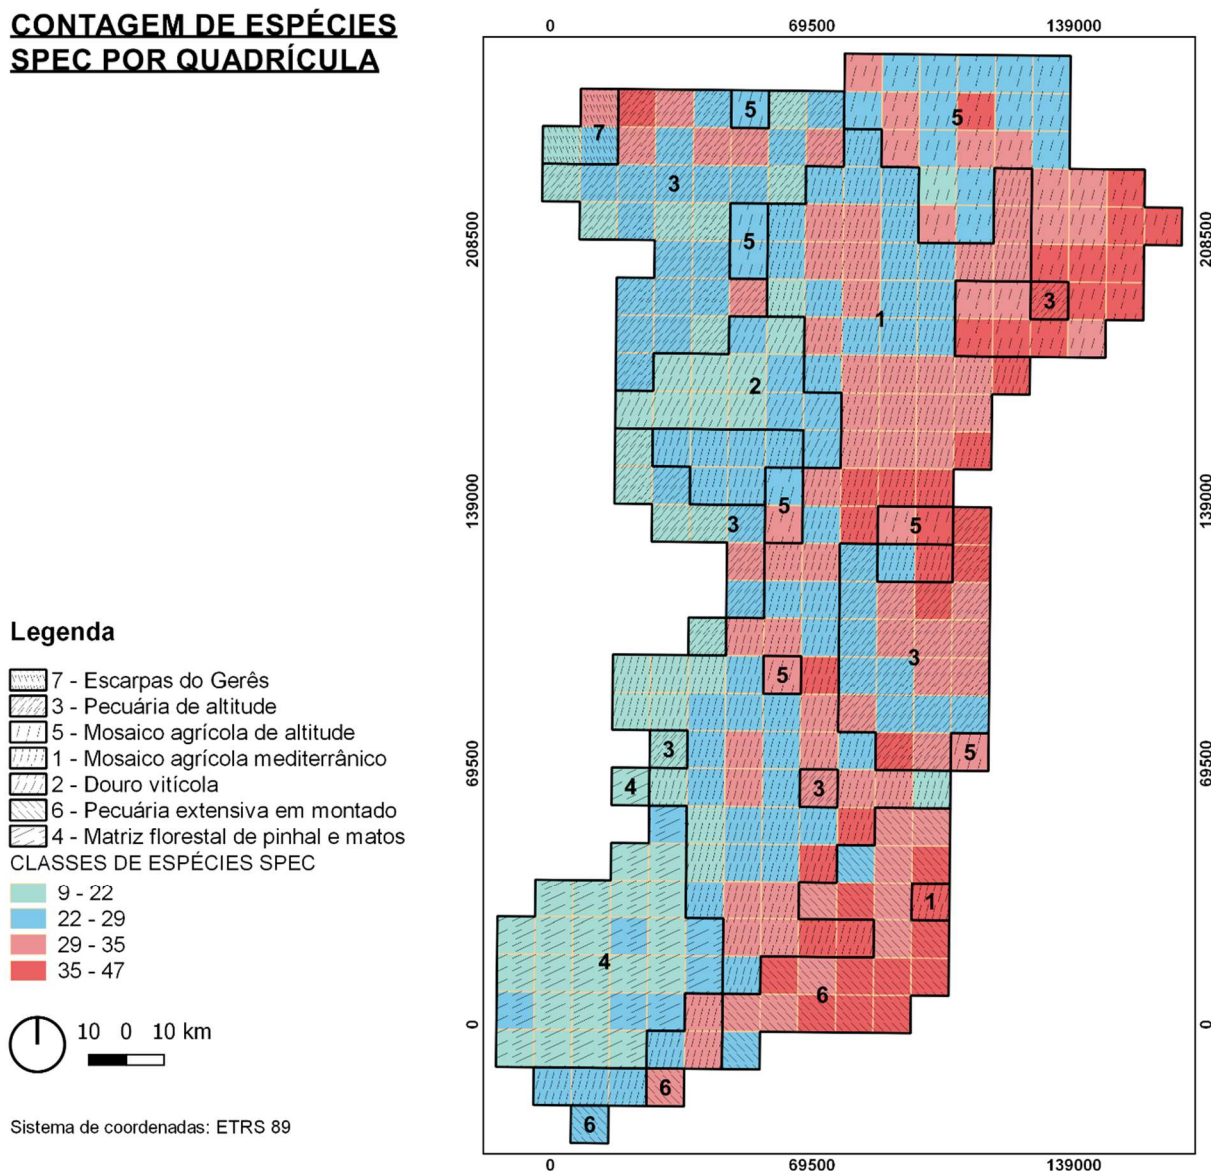 CONTAGEM DE ESPÉCIES
SPEC POR QUADRÍCULA
0 69500 139000
5
5
7
3
5
208500 208500
3
1
2
139000 139000
5
5
3
3
5
Legenda
7 - Escarpas do Gerês
3 - Pecuária de altitude
5 - Mosaico agrícola de altitude
1 - Mosaico agrícola mediterrânico
2 - Douro vitícola
6 - Pecuária extensiva em montado
4 - Matriz florestal de pinhal e matos
CLASSES DE ESPÉCIES SPEC
9 - 22
22 - 29
29 - 35
35 - 47
3
5
69500 69500
4
3
1
4
6
0 0
6
6
10 0 10 km
Sistema de coordenadas: ETRS 89
0 69500 139000